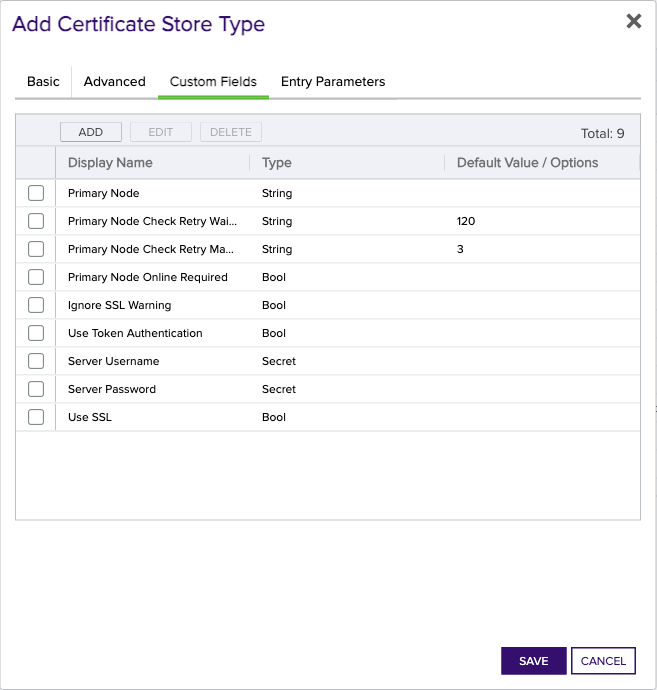 Add Certificate Store Type
Basic Advanced Custom Fields Entry Parameters
ADD EDIT DELETE Total: 9
Display Name Type Default Value / Options
Primary Node String
Primary Node Check Retry Wai... String 120
Primary Node Check Retry Ma... String 3
Primary Node Online Required Bool
Ignore SSL Warning Bool
Use Token Authentication Bool
Server Username Secret
Server Password Secret
Use SSL Bool
SAVE CANCEL